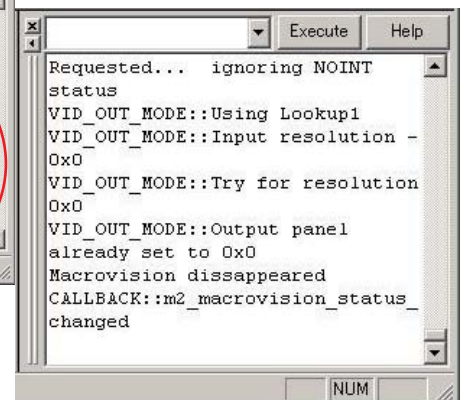 Execute Help
Requested... ignoring NOINT
status
VID_OUT_MODE::Using Lookup1
VID_OUT_MODE::Input resolution -
0x0
VID_OUT_MODE::Try for resolution
0x0
VID_OUT_MODE::Output panel
already set to 0x0
Macrovision dissappeared
CALLBACK::m2_macrovision_status_
changed
NUM